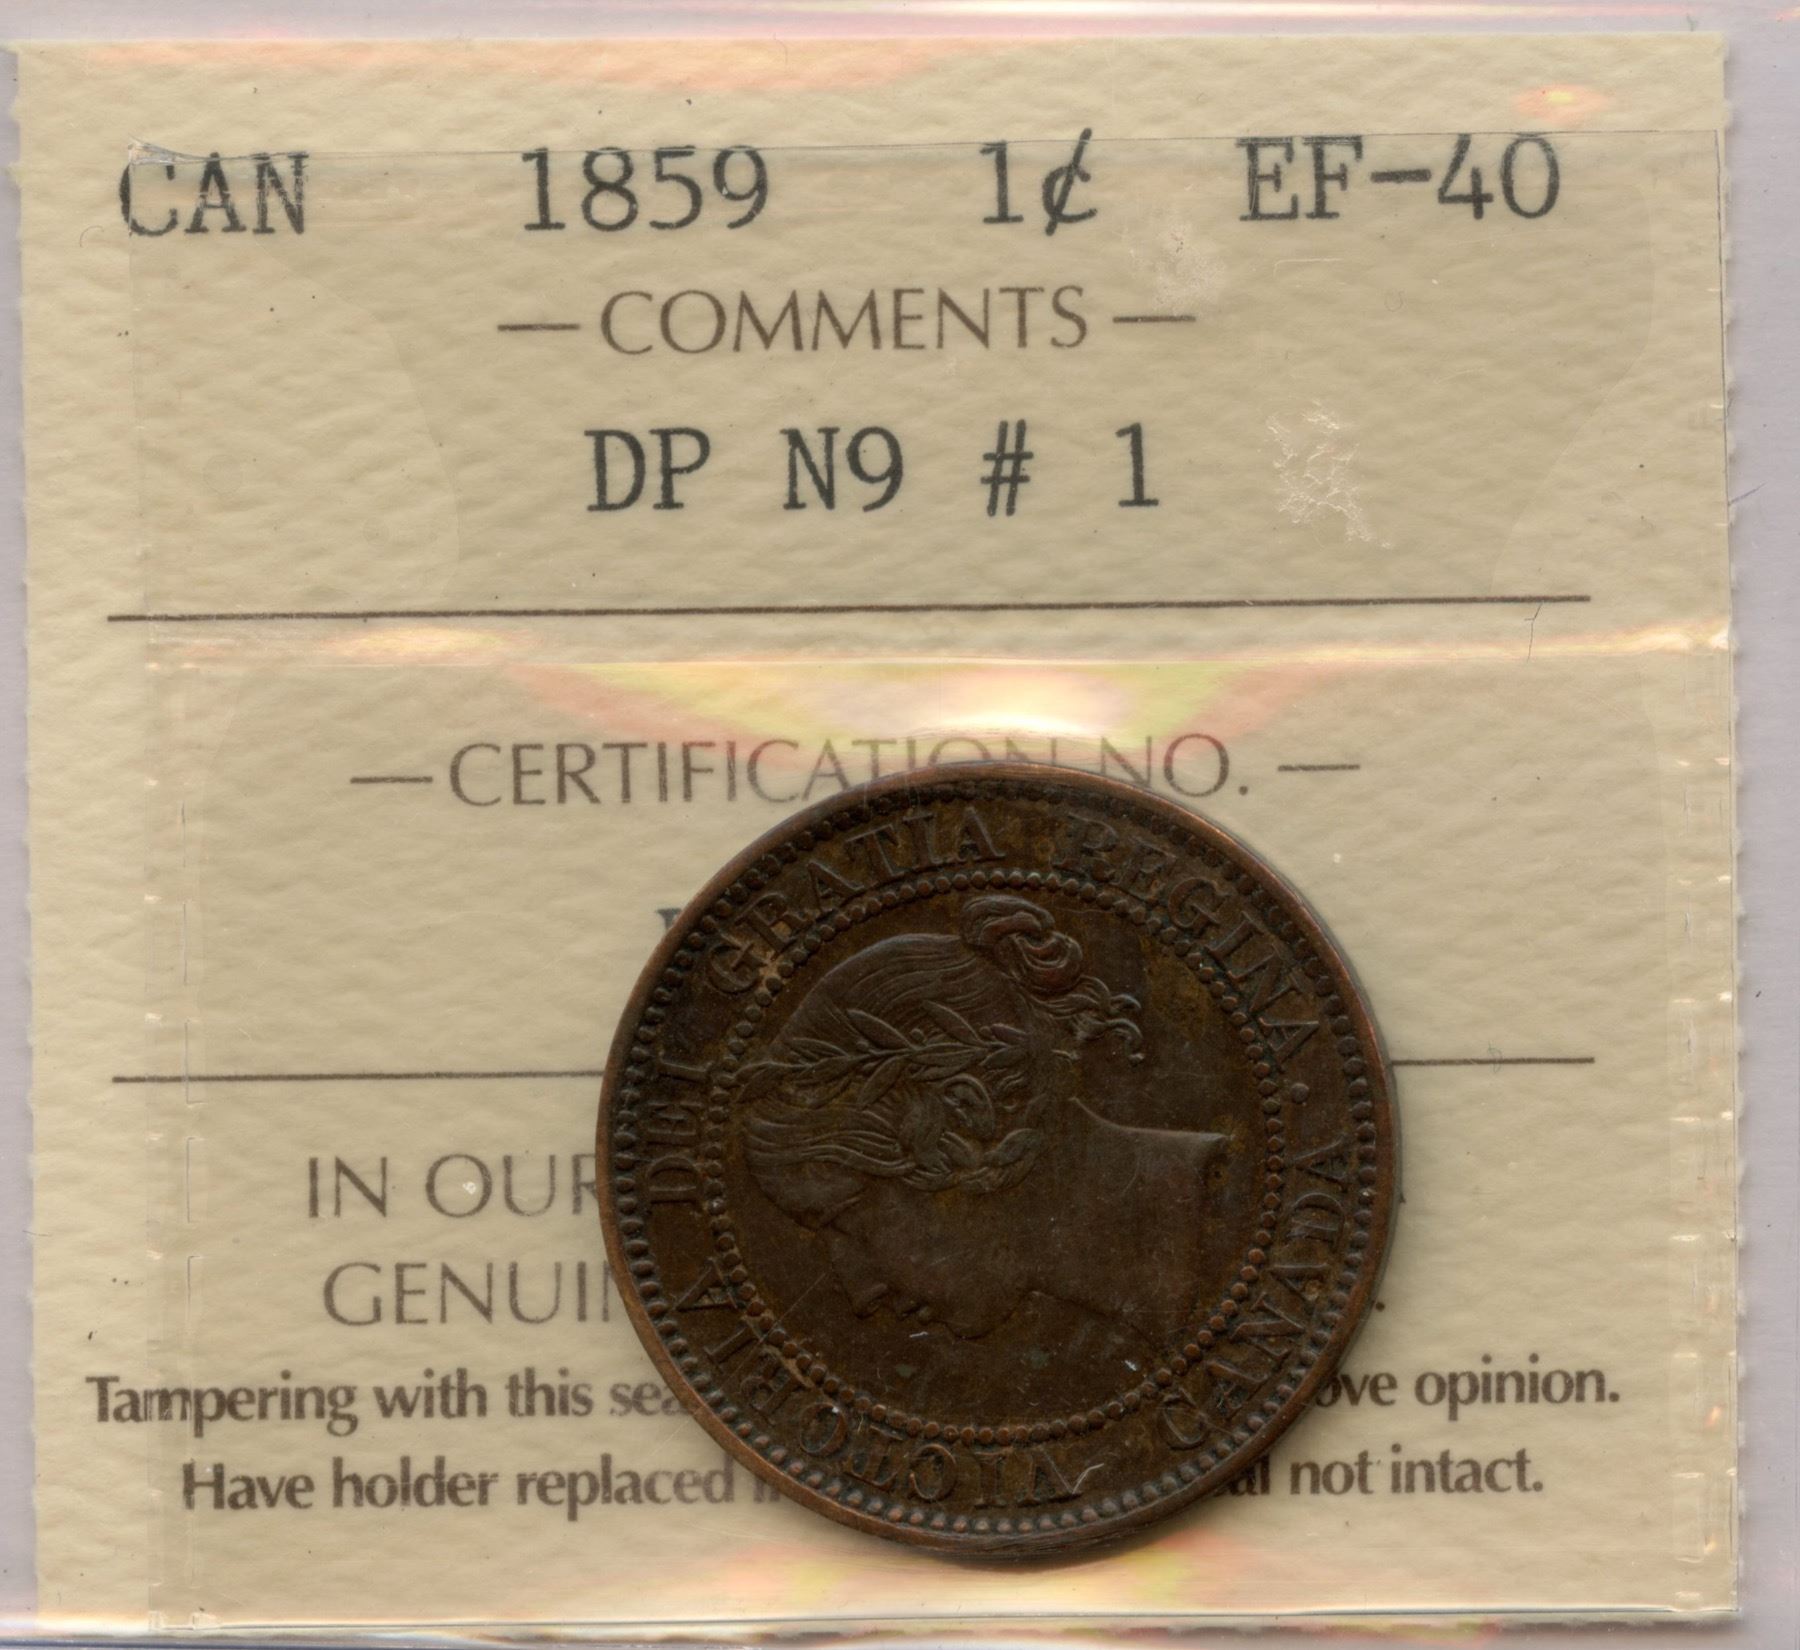 CAN 1859 1¢ EF-40
— COMMENTS —
DP N9 # 1
— CERTIFICATION NO. —
IN OUR
GENUIN
Tampering with this sea ove opinion.
Have holder replaced al not intact.
VICTORIA DEI GRATIA REGINA. CANADA